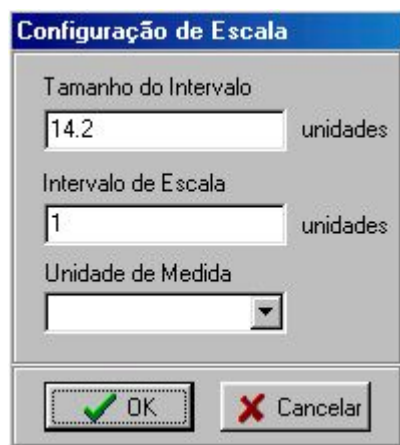 Configuração de Escala
Tamanho do Intervalo
14.2 unidades
Intervalo de Escala
1 unidades
Unidade de Medida
OK Cancelar